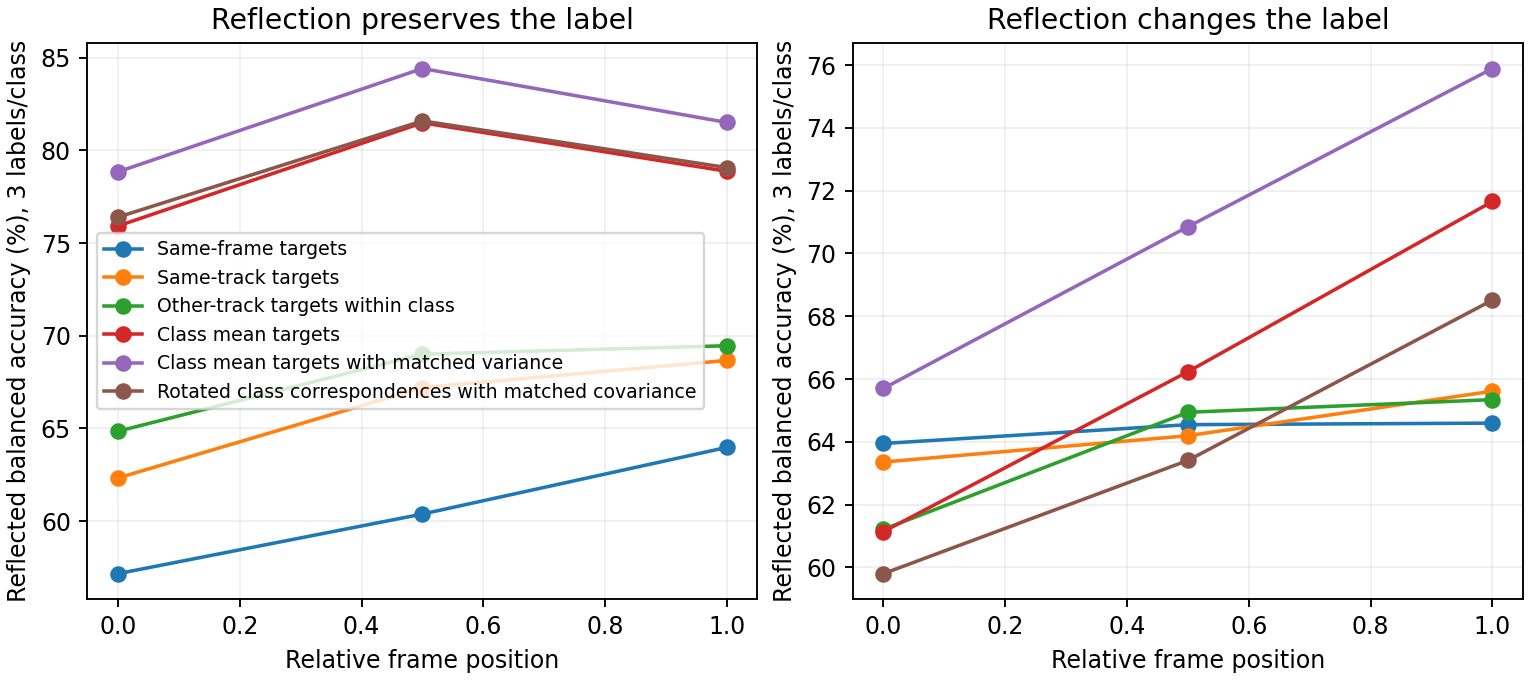 Reflection preserves the label
Reflected balanced accuracy (%), 3 labels/class
85
80
75
70
65
60
Same-frame targets
Same-track targets
Other-track targets within class
Class mean targets
Class mean targets with matched variance
Rotated class correspondences with matched covariance
0.0 0.2 0.4 0.6 0.8 1.0
Relative frame position
Reflection changes the label
Reflected balanced accuracy (%), 3 labels/class
76
74
72
70
68
66
64
62
60
0.0 0.2 0.4 0.6 0.8 1.0
Relative frame position